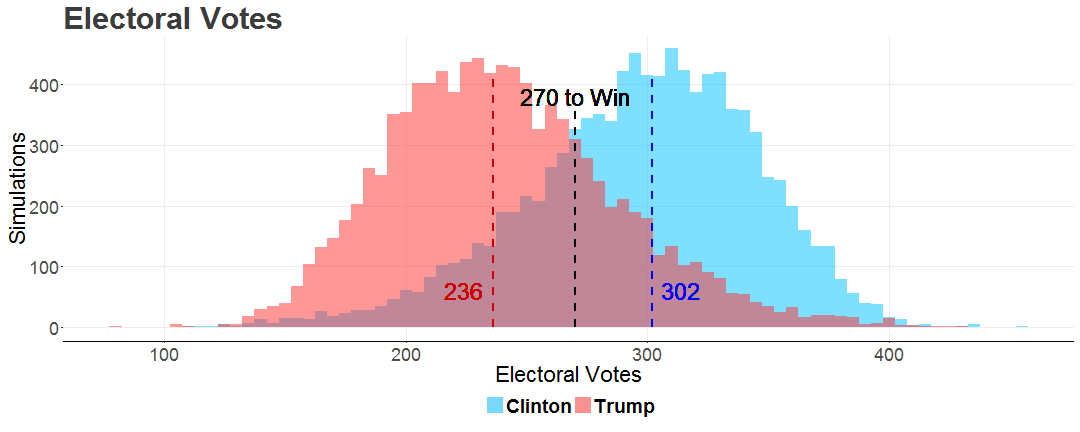 Electoral Votes
400
300
200
100
0
Simulations
270 to Win
236
302
100 200 300 400
Electoral Votes
Clinton Trump